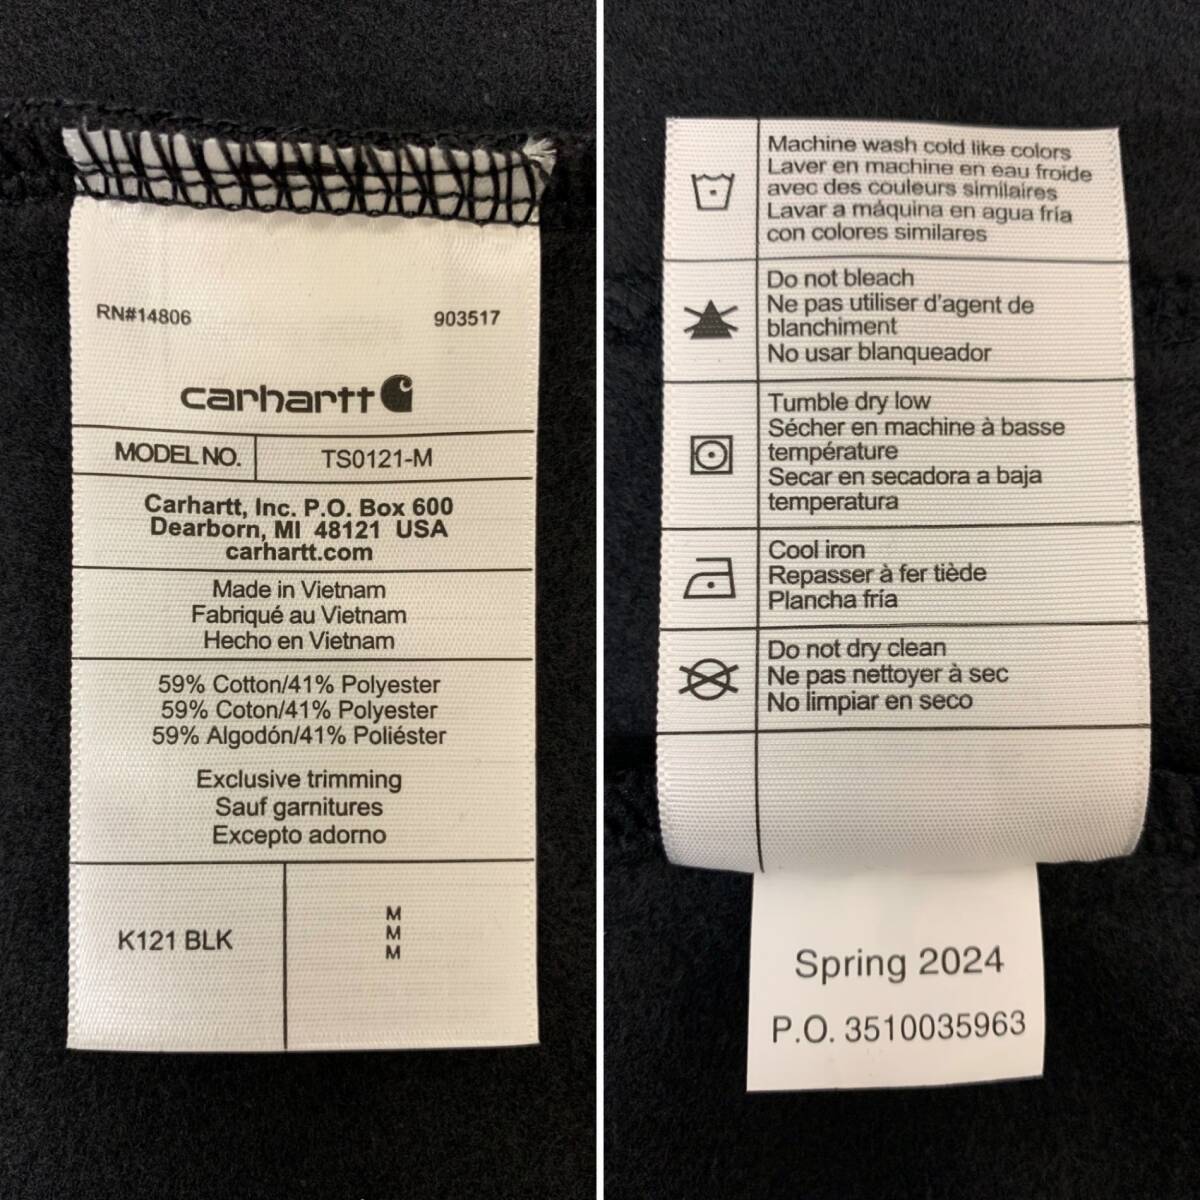 RN#14806 903517
carhartt
MODEL NO. TS0121-M
Carhartt, Inc. P.O. Box 600
Dearborn, MI 48121 USA
carhartt.com
Made in Vietnam
Fabriqué au Vietnam
Hecho en Vietnam
59% Cotton/41% Polyester
59% Coton/41% Polyester
59% Algodón/41% Poliéster
Exclusive trimming
Sauf garnitures
Excepto adorno
K121 BLK
M
M
M
Machine wash cold like colors
Laver en machine en eau froide
avec des couleurs similaires
Lavar a máquina en agua fría
con colores similares
Do not bleach
Ne pas utiliser d'agent de
blanchiment
No usar blanqueador
Tumble dry low
Sécher en machine à basse
température
Secar en secadora a baja
temperatura
Cool iron
Repasser à fer tiède
Plancha fría
Do not dry clean
Ne pas nettoyer à sec
No limpiar en seco
Spring 2024
P.O. 3510035963